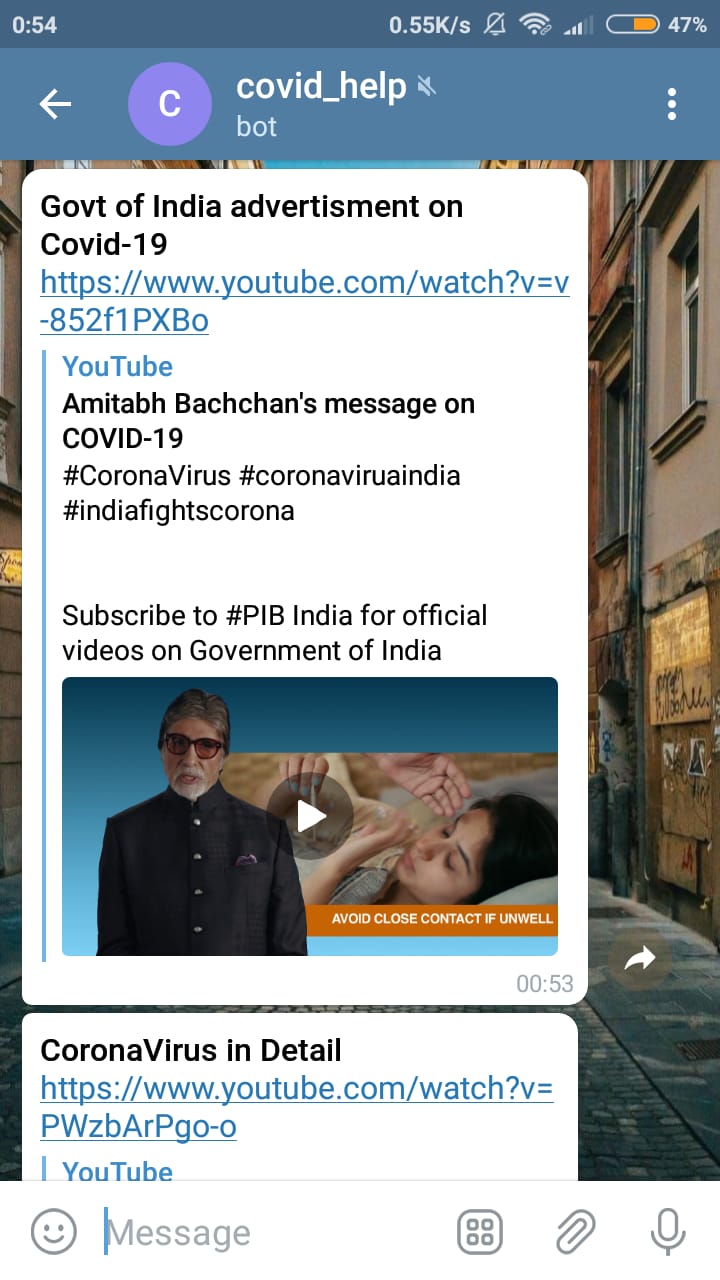 0:54
0.55K/s
47%
C
covid_help
bot
Govt of India advertisment on
Covid-19
https://www.youtube.com/watch?v=v
-852f1PXBo
YouTube
Amitabh Bachchan's message on
COVID-19
#CoronaVirus #coronaviruaindia
#indiafightscorona
Subscribe to #PIB India for official
videos on Government of India
AVOID CLOSE CONTACT IF UNWELL
00:53
CoronaVirus in Detail
https://www.youtube.com/watch?v=
PWzbArPgo-o
YouTube
Message